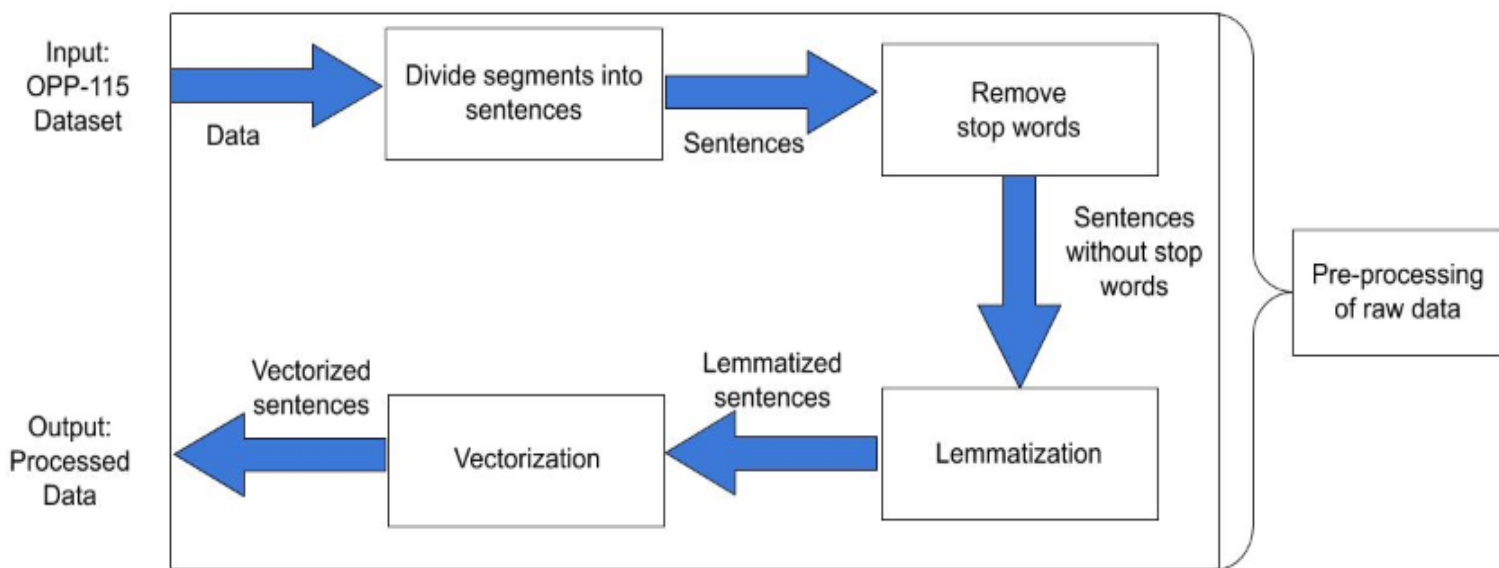 Input:
OPP-115
Dataset
Data
Divide segments into
sentences
Sentences
Remove
stop words
Sentences
without stop
words
Pre-processing
of raw data
Lemmatization
Lemmatized
sentences
Vectorization
Vectorized
sentences
Output:
Processed
Data